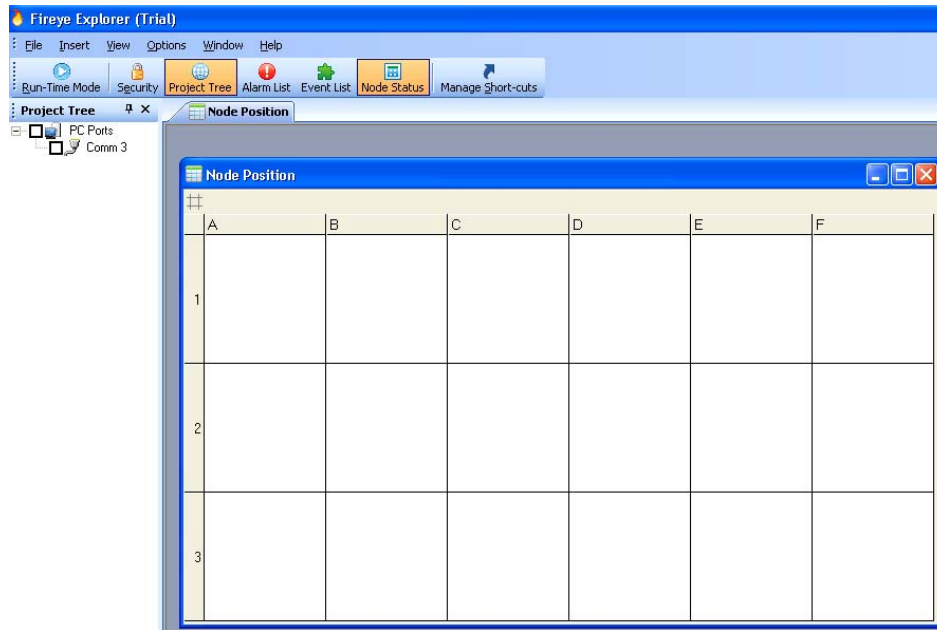 Fireye Explorer (Trial)
File Insert View Options Window Help
Run-Time Mode Security Project Tree Alarm List Event List Node Status Manage Short-cuts
Project Tree
Node Position
PC Ports
Comm 3
Node Position
A B C D E F
1
2
3